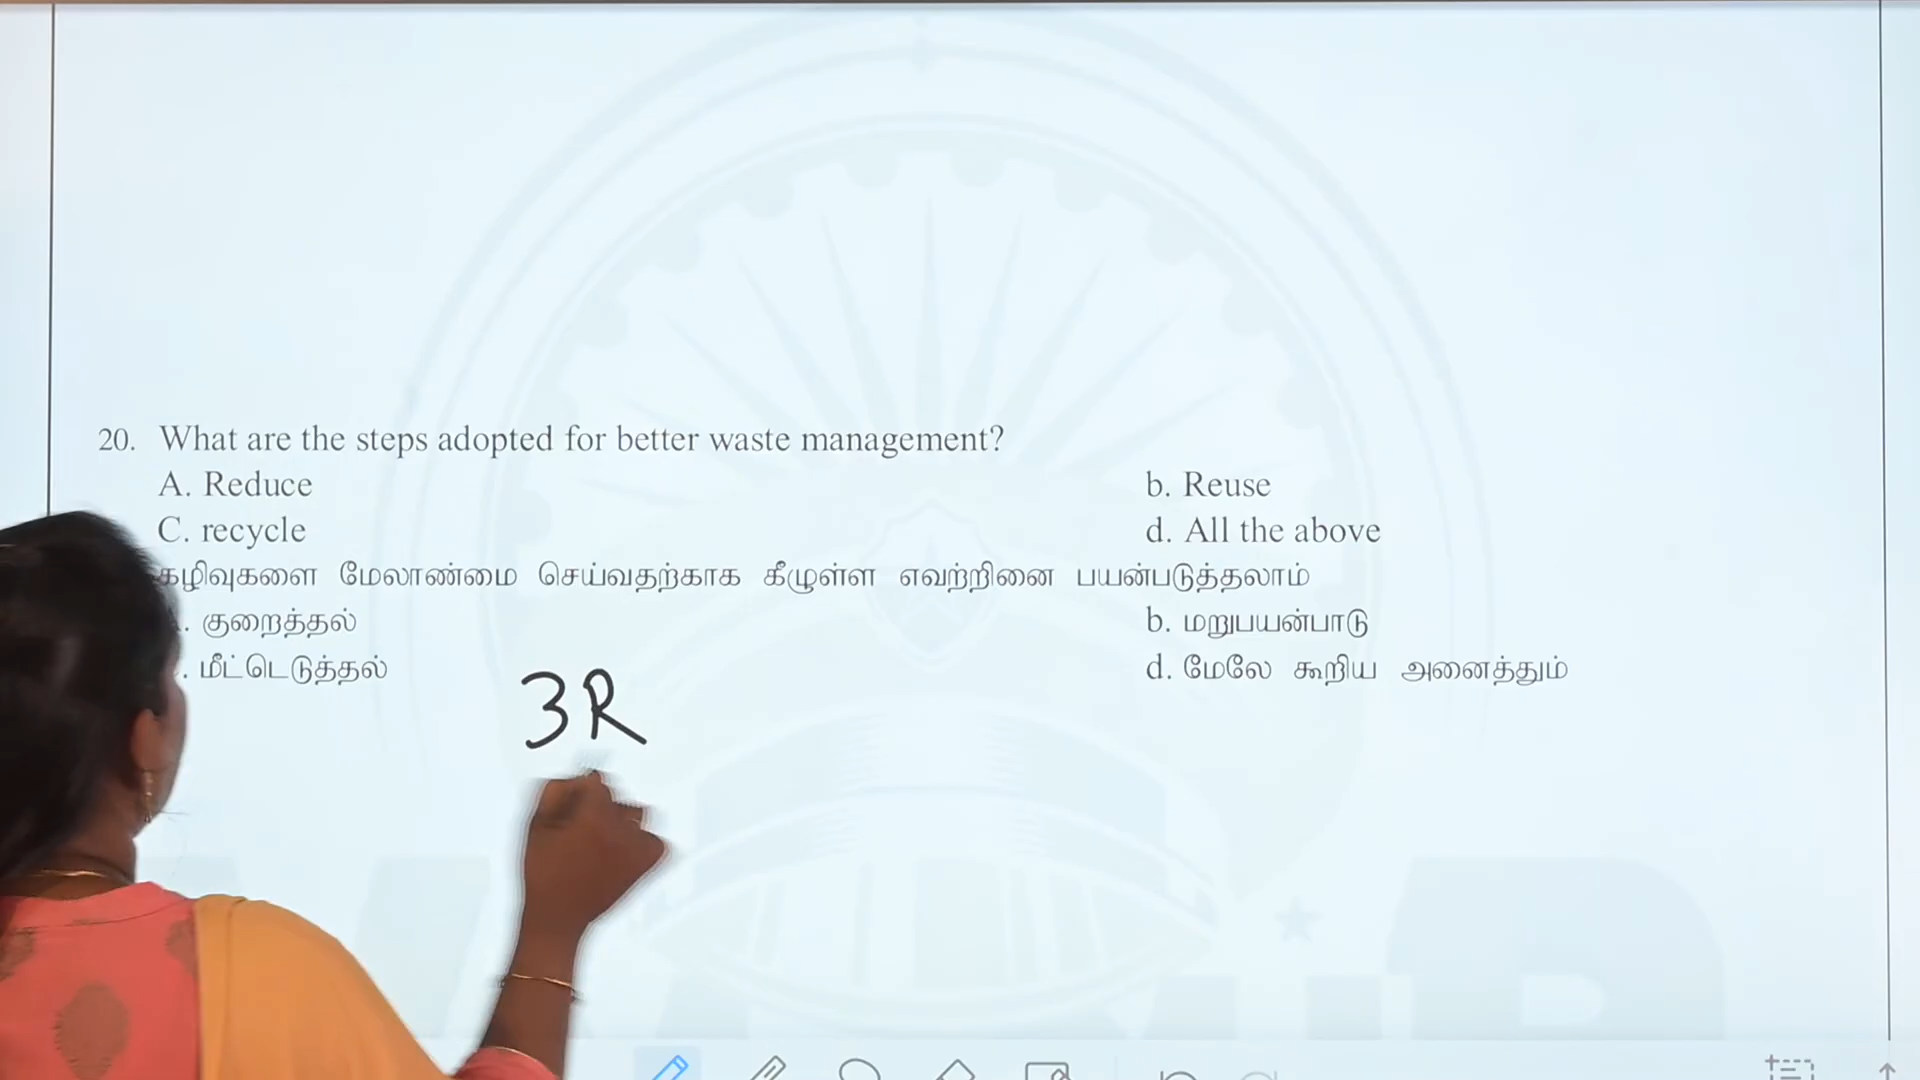 20. What are the steps adopted for better waste management?
A. Reduce b. Reuse
C. recycle d. All the above
கழிவுகளை மேலாண்மை செய்வதற்காக கீழுள்ள எவற்றினை பயன்படுத்தலாம்
. குறைத்தல் b. மறுபயன்பாடு
. மீட்டெடுத்தல் d. மேலே கூறிய அனைத்தும்
3R